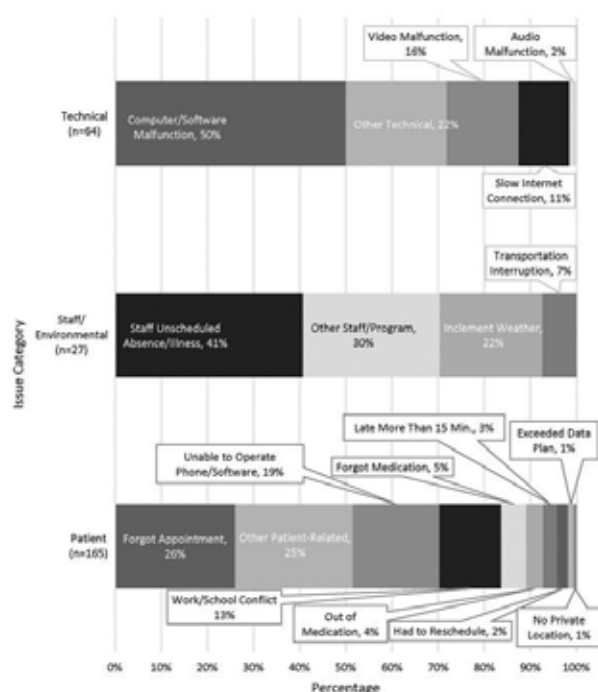 Video Malfunction,
16%
Audio
Malfunction, 2%
Technical
(n=64)
Computer/Software
Malfunction, 50%
Other Technical, 22%
Slow Internet
Connection, 11%
Transportation
Interruption, 7%
Issue Category
Staff/
Environmental
(n=27)
Staff Unscheduled
Absence/Illness, 41%
Other Staff/Program,
30%
Inclement Weather,
22%
Late More Than 15 Min., 3%
Exceeded Data
Plan, 1%
Unable to Operate
Phone/Software, 19%
Forgot Medication, 5%
Patient
(n=165)
Forgot Appointment,
26%
Other Patient-Related,
25%
Work/School Conflict
13%
Out of
Medication, 4%
Had to Reschedule, 2%
No Private
Location, 1%
0% 10% 20% 30% 40% 50% 60% 70% 80% 90% 100%
Percentage